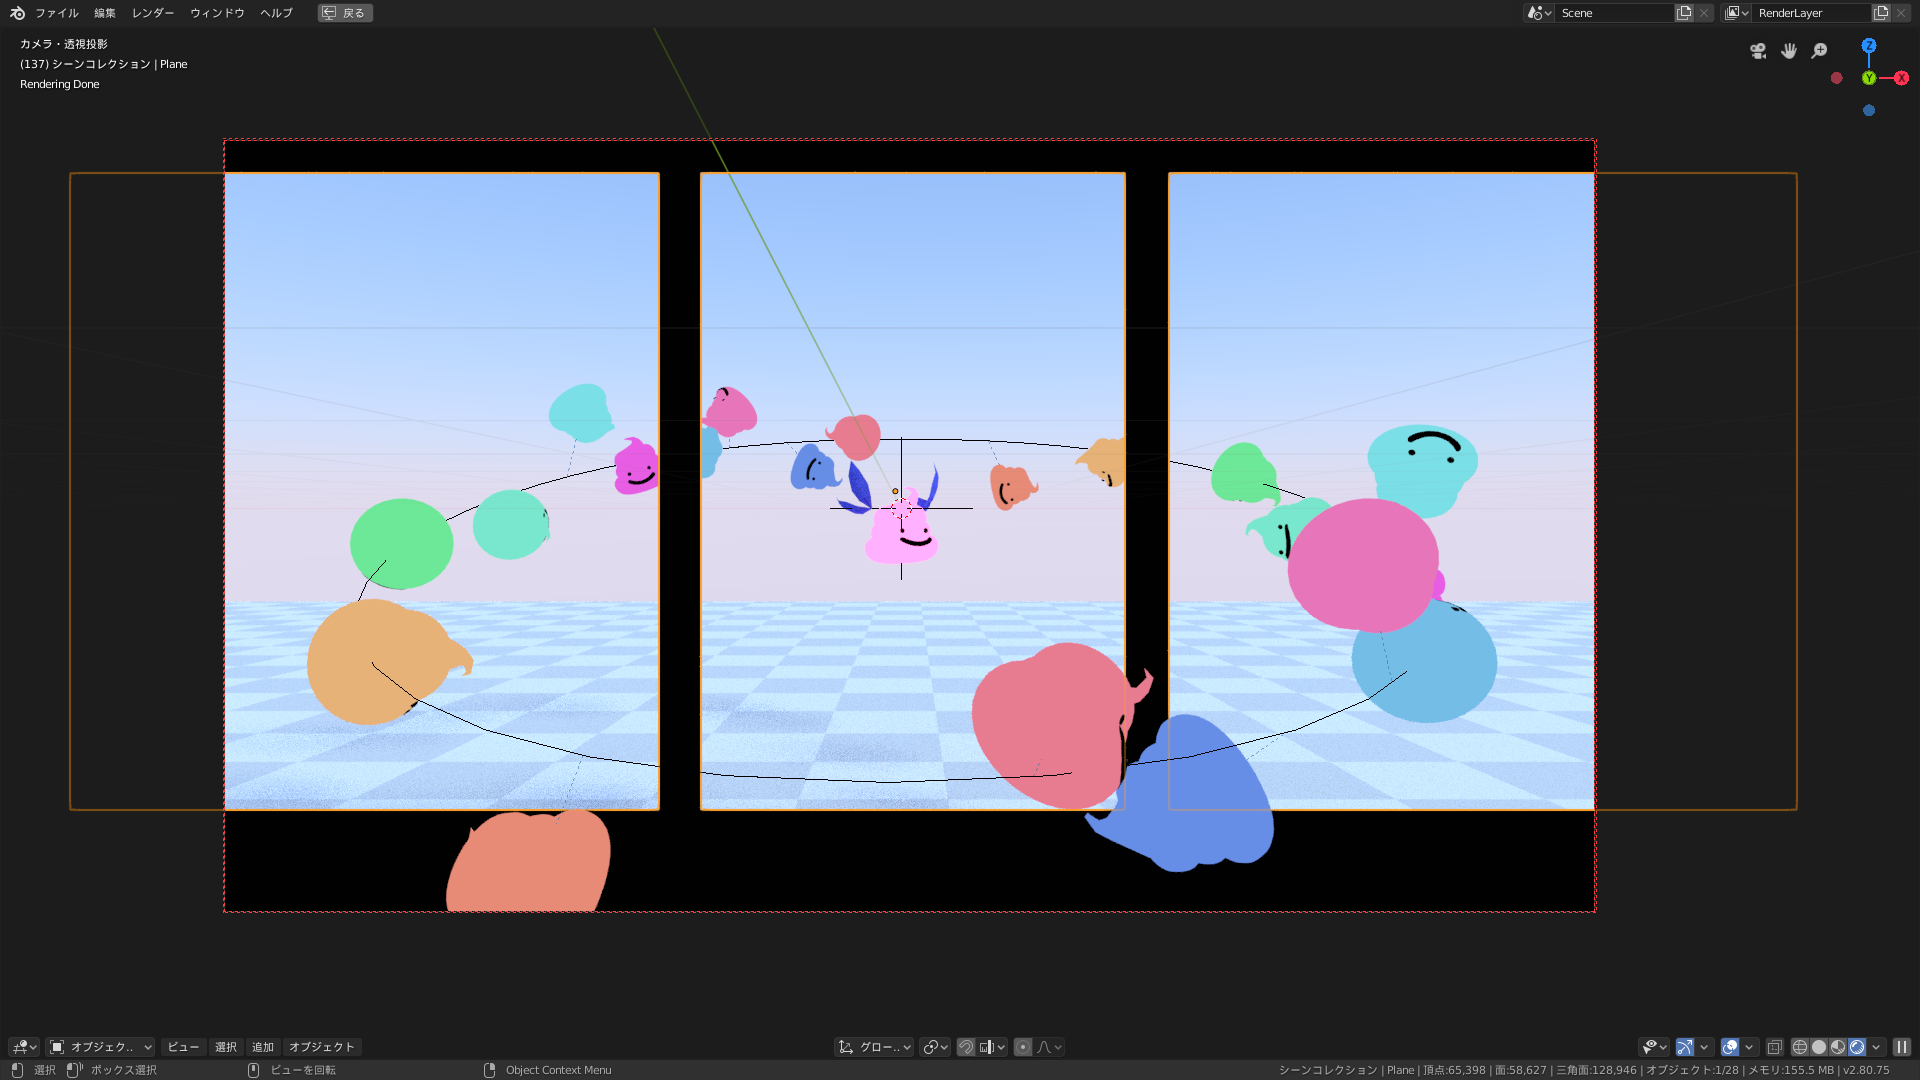 ファイル 編集 レンダー ウィンドウ ヘルプ 戻る Scene RenderLayer
カメラ・透視投影
(137) シーンコレクション | Plane
Rendering Done
Z
Y
X
オブジェク.. ビュー 選択 追加 オブジェクト グロー..
選択 ボックス選択 ビューを回転 Object Context Menu シーンコレクション | Plane | 頂点:65,398 | 面:58,627 | 三角面:128,946 | オブジェクト:1/28 | メモリ:155.5 MB | v2.80.75